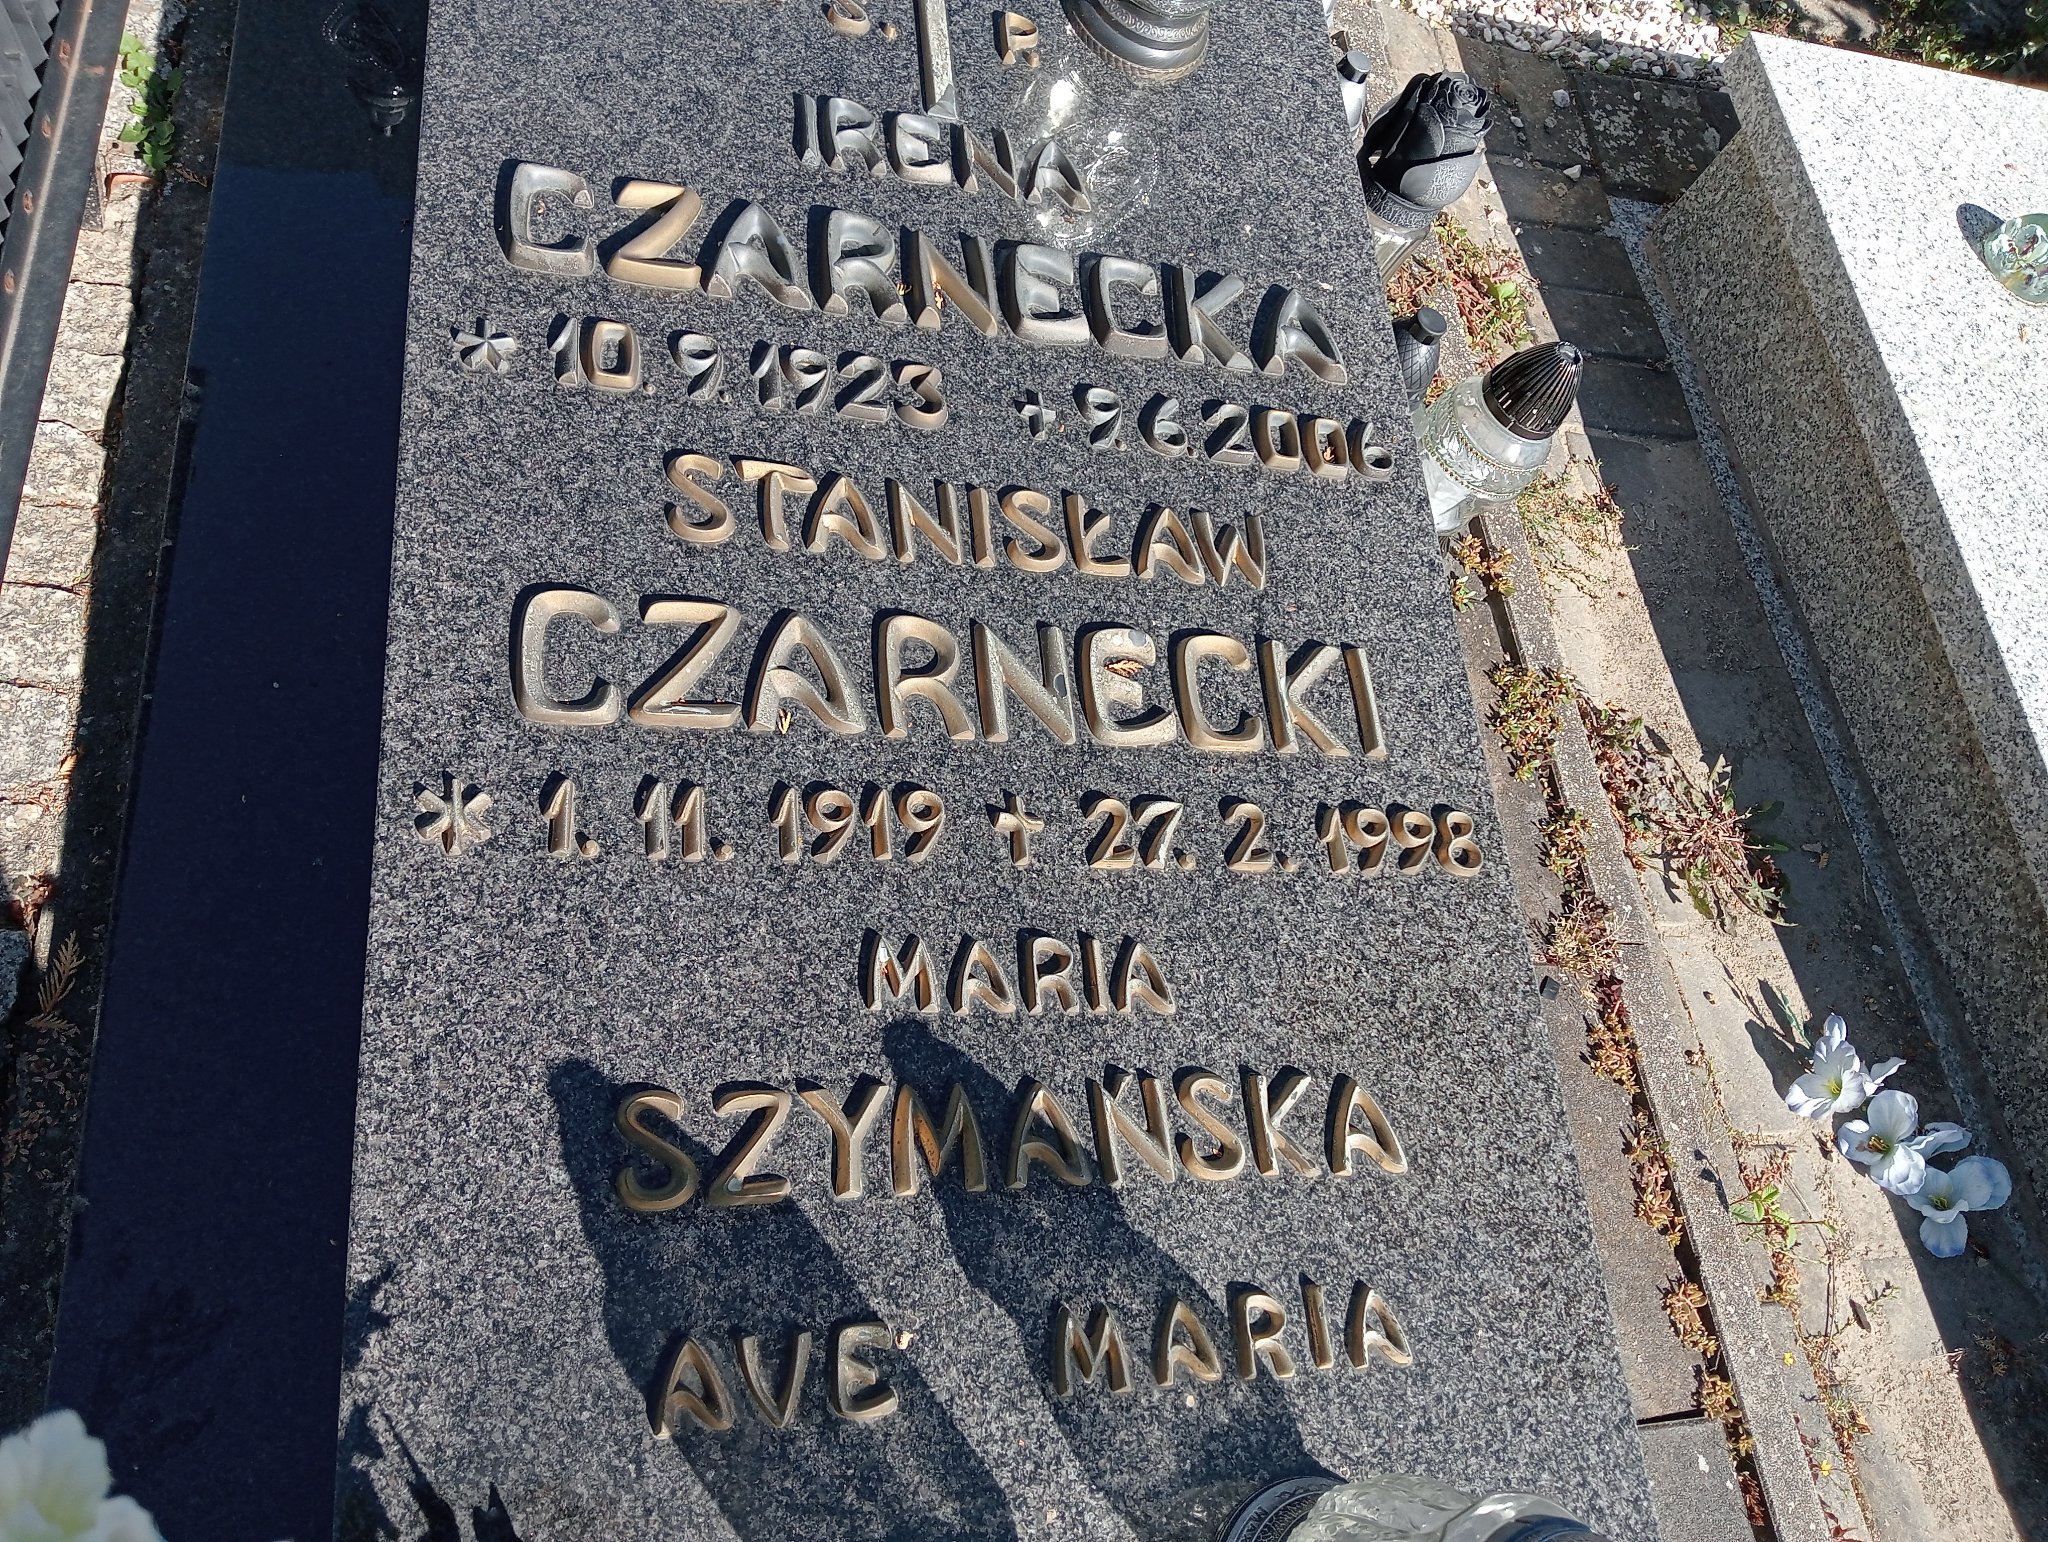 Ś. P.
IRENA
CZARNECKA
* 10. 9. 1923 + 9. 6. 2006
STANISŁAW
CZARNECKI
* 1. 11. 1919 + 27. 2. 1998
MARIA
SZYMAŃSKA
AVE MARIA